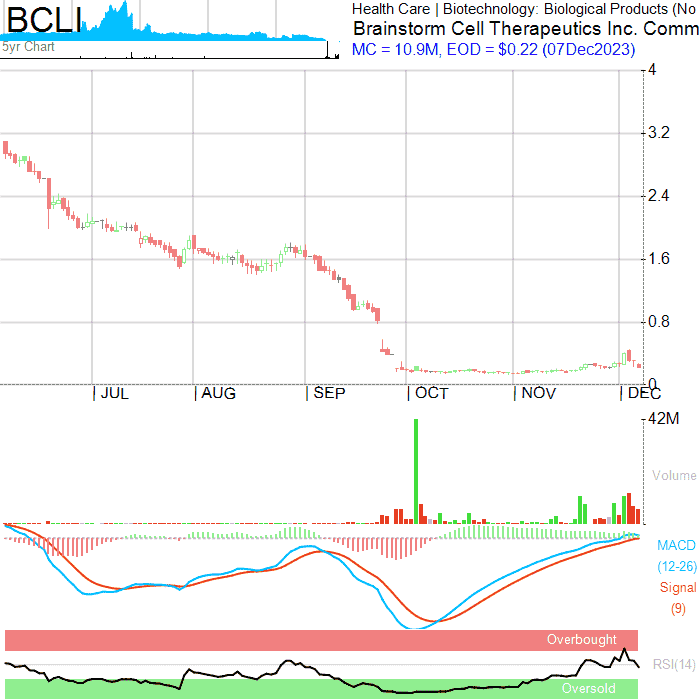 BCLI
5yr Chart
Health Care | Biotechnology: Biological Products (No
Brainstorm Cell Therapeutics Inc. Comm
MC = 10.9M, EOD = $0.22 (07Dec2023)
4
3.2
2.4
1.6
0.8
0
| JUL | AUG | SEP | OCT | NOV | DEC
42M
Volume
MACD
(12-26)
Signal
(9)
Overbought
RSI(14)
Oversold